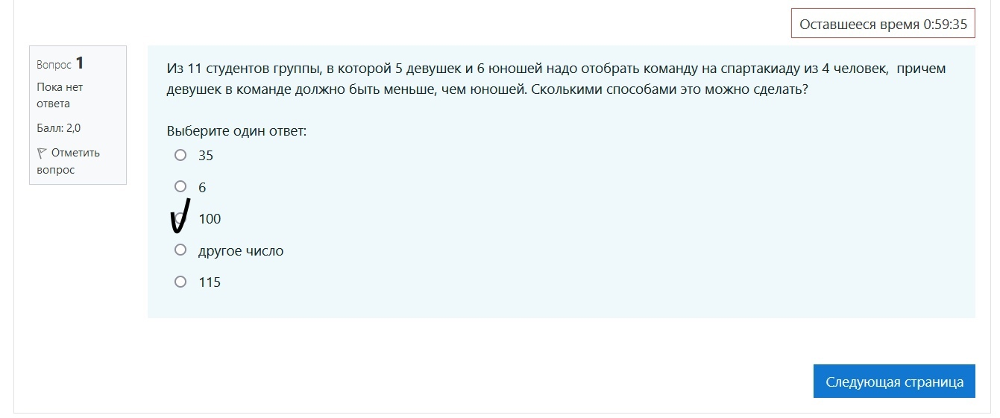 Оставшееся время 0:59:35
Вопрос 1
Пока нет
ответа
Балл: 2,0
Отметить
вопрос
Из 11 студентов группы, в которой 5 девушек и 6 юношей надо отобрать команду на спартакиаду из 4 человек, причем
девушек в команде должно быть меньше, чем юношей. Сколькими способами это можно сделать?
Выберите один ответ:
35
6
100
другое число
115
Следующая страница